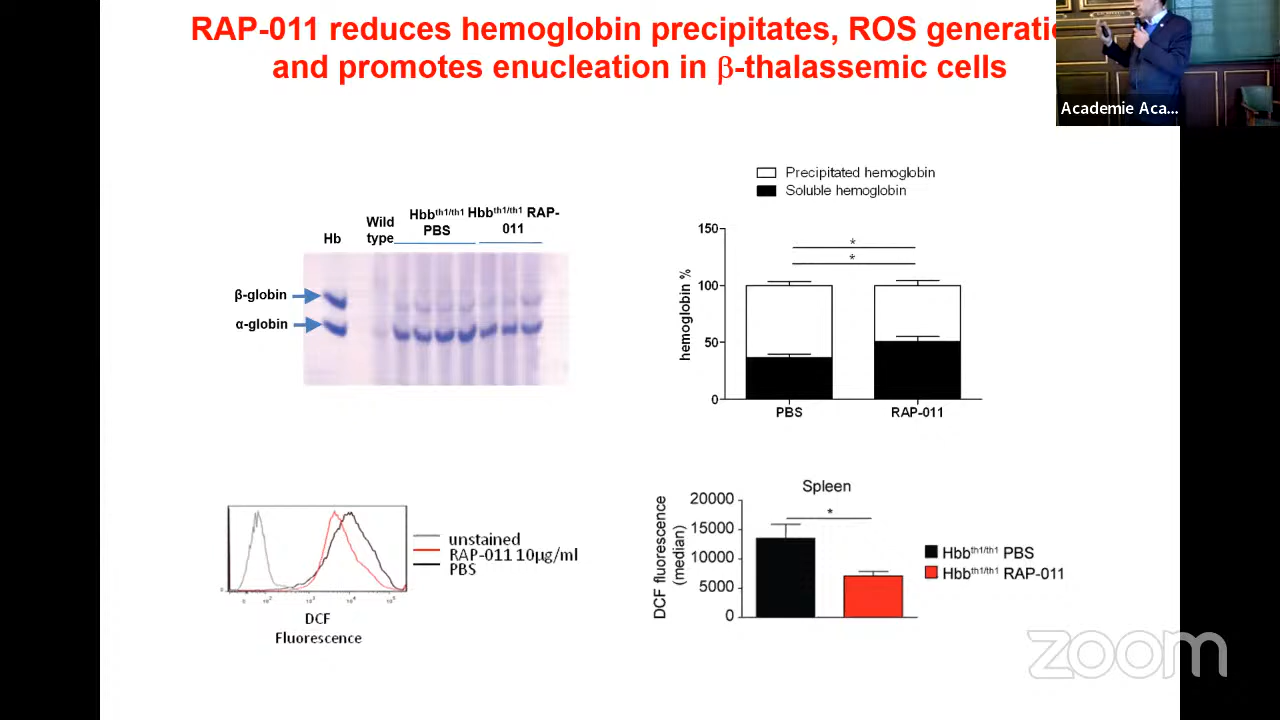 RAP-011 reduces hemoglobin precipitates, ROS generatio
and promotes enucleation in β-thalassemic cells
Academie Aca...
Precipitated hemoglobin
Soluble hemoglobin
Hb
Wild
type
Hbbth1/th1
PBS
Hbbth1/th1 RAP-
011
β-globin
α-globin
hemoglobin %
150
100
50
0
*
*
PBS
RAP-011
unstained
RAP-011 10µg/ml
PBS
DCF
Fluorescence
Spleen
DCF fluorescence
(median)
20000
15000
10000
5000
0
*
Hbbth1/th1 PBS
Hbbth1/th1 RAP-011
zoom